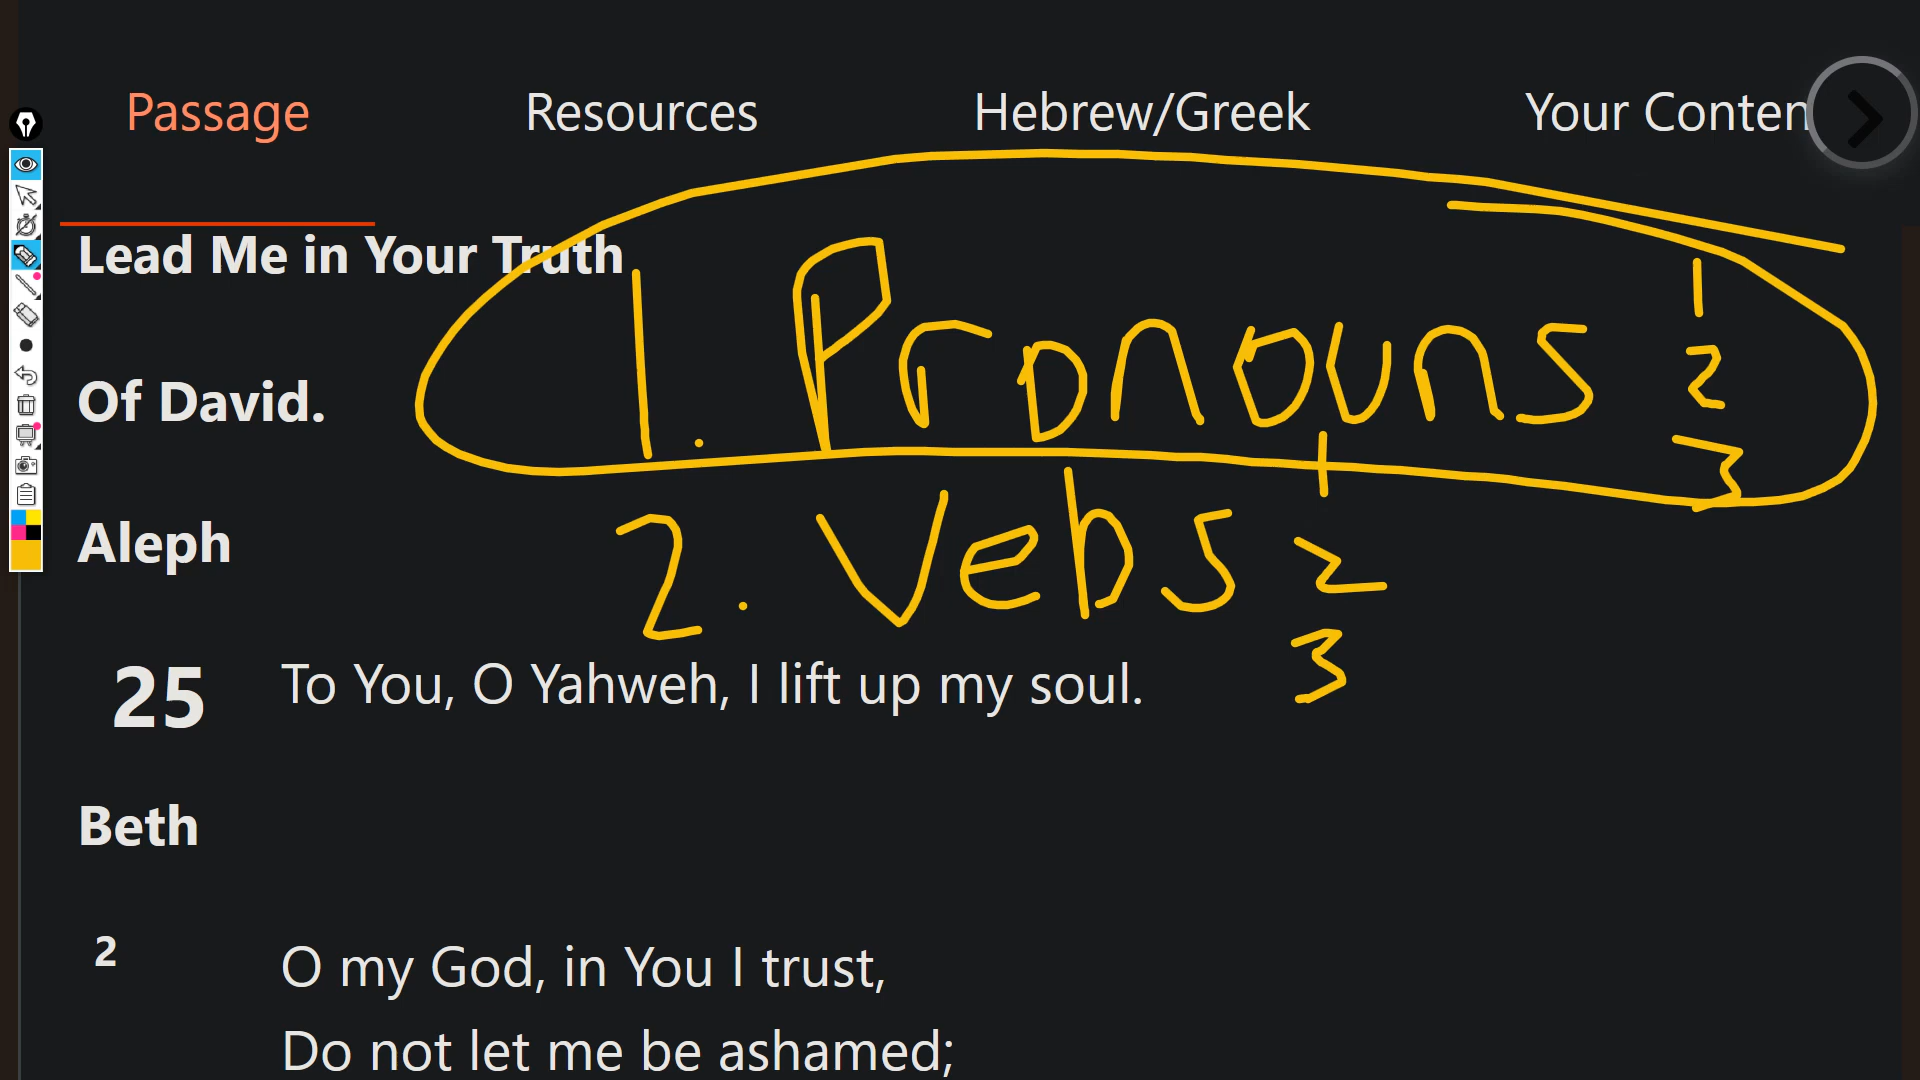 Passage Resources Hebrew/Greek Your Conten
Lead Me in Your Truth
1. Pronouns 1
2
3
Of David.
2. Vebs 1
2
3
Aleph
25 To You, O Yahweh, I lift up my soul.
Beth
2 O my God, in You I trust,
Do not let me be ashamed;